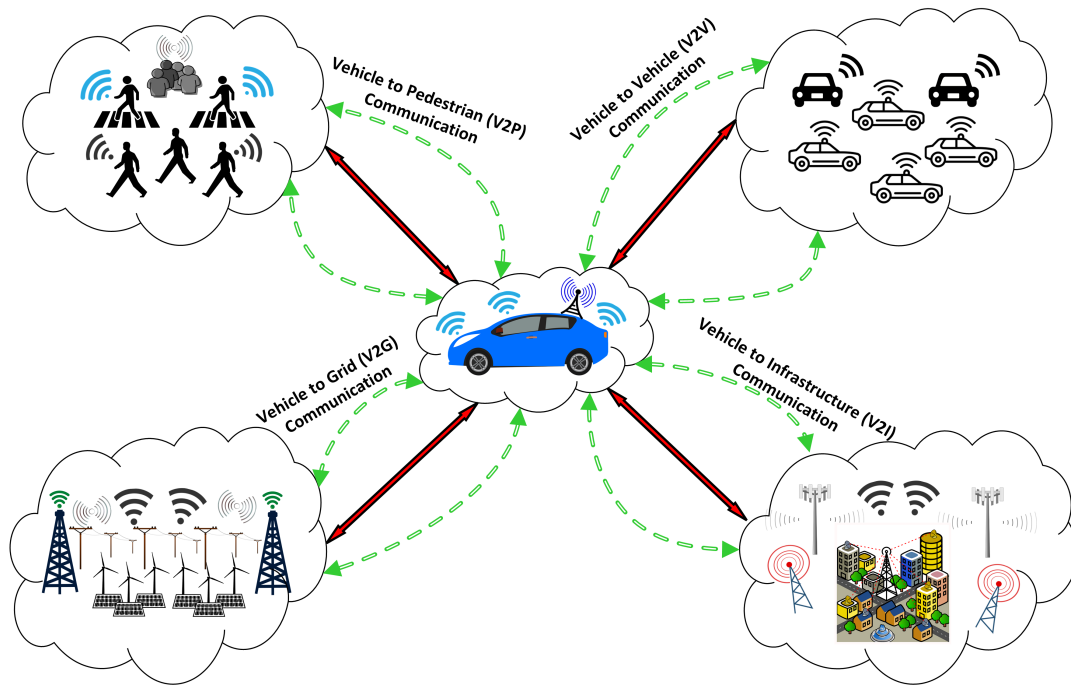 Vehicle to Pedestrian (V2P)
Communication
Vehicle to Vehicle (V2V)
Communication
Vehicle to Grid (V2G)
Communication
Vehicle to Infrastructure (V2I)
Communication